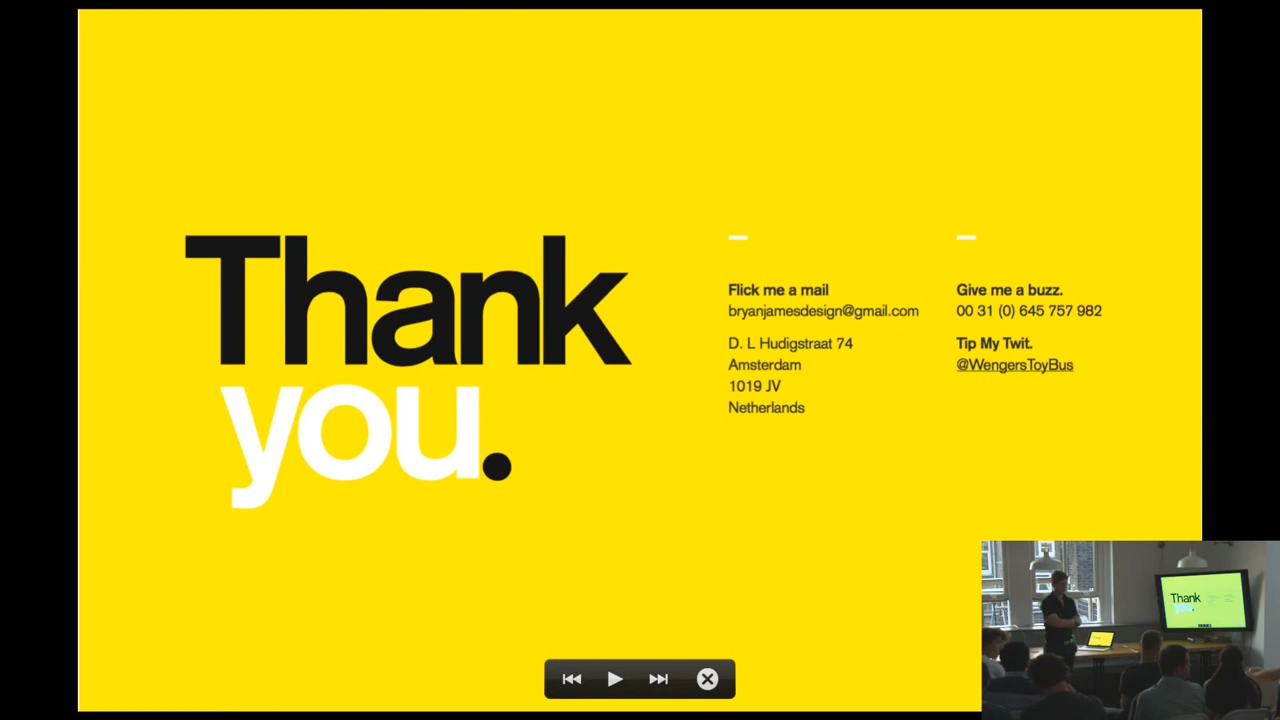 Thank
you.
Flick me a mail
bryanjamesdesign@gmail.com
D. L Hudigstraat 74
Amsterdam
1019 JV
Netherlands
Give me a buzz.
00 31 (0) 645 757 982
Tip My Twit.
@WengersToyBus
Thank
you.